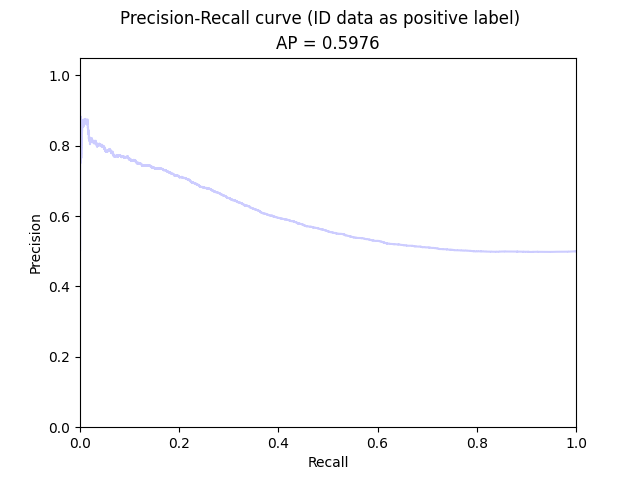 Precision-Recall curve (ID data as positive label)
AP = 0.5976
1.0
0.8
0.6
0.4
0.2
0.0
Precision
0.0 0.2 0.4 0.6 0.8 1.0
Recall